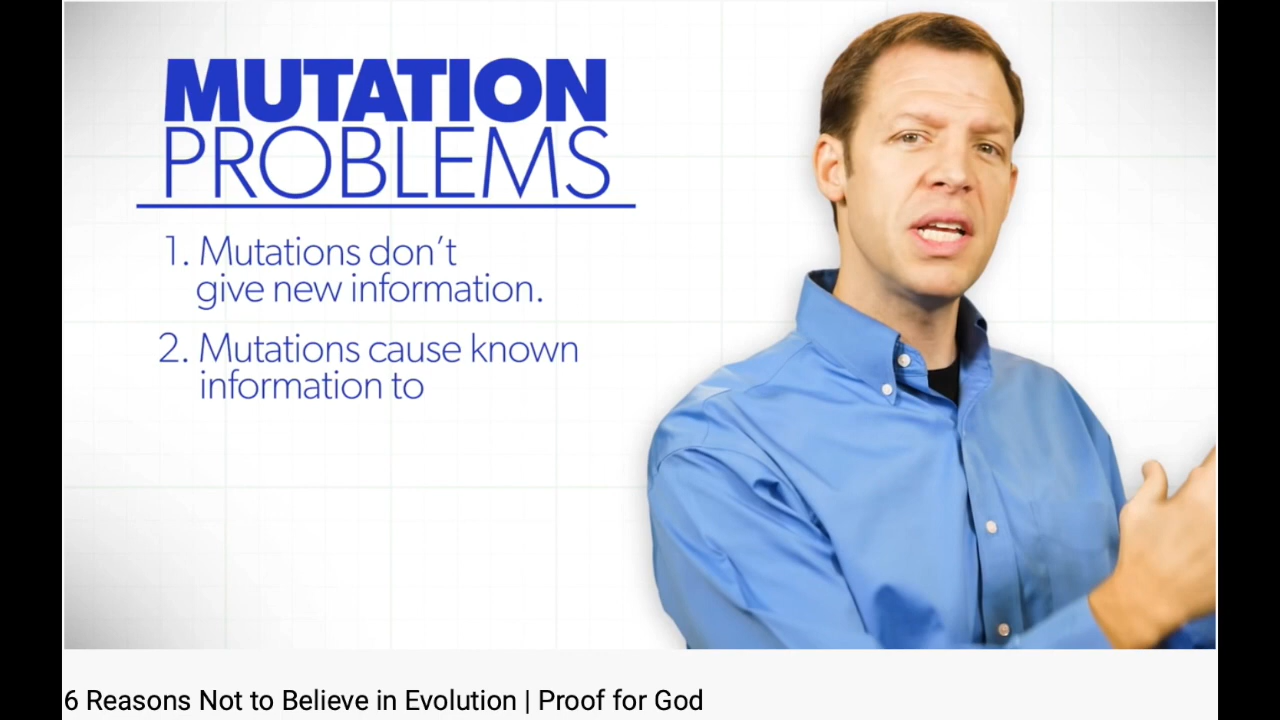 MUTATION
PROBLEMS
1. Mutations don't
give new information.
2. Mutations cause known
information to
6 Reasons Not to Believe in Evolution | Proof for God